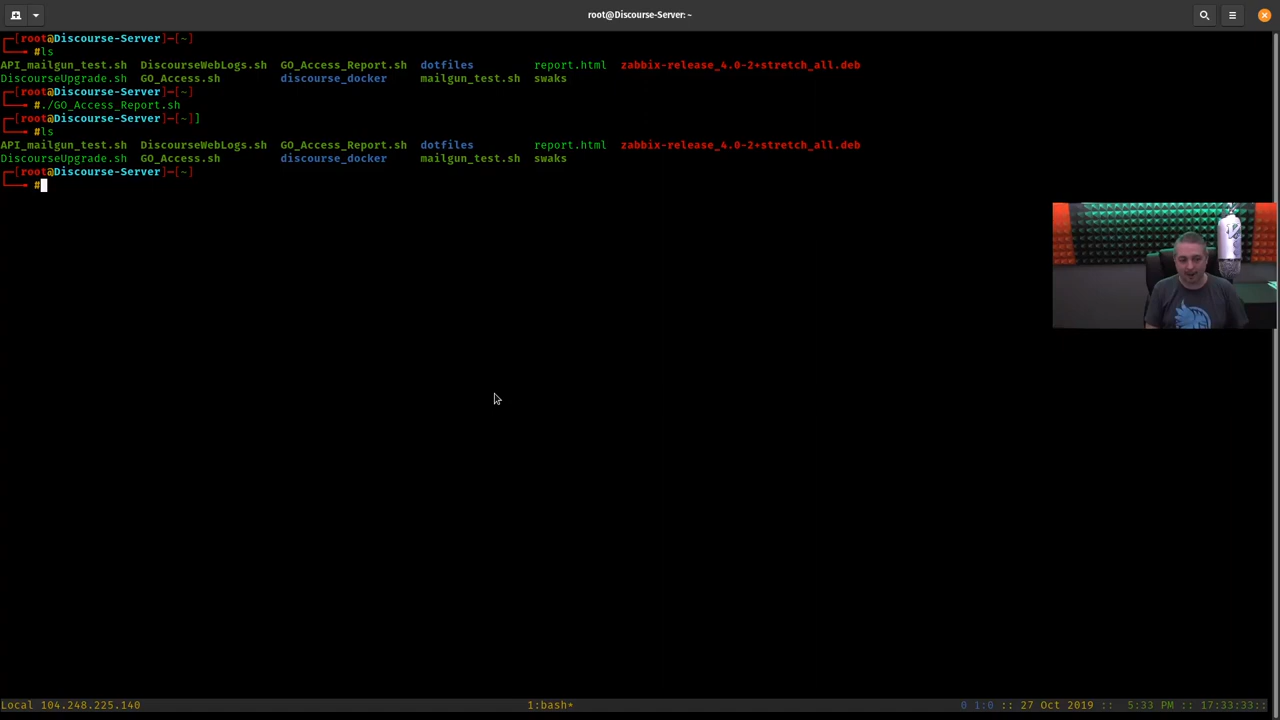 root@Discourse-Server: ~
┌─[root@Discourse-Server]─[~]
└──╼ #ls
API_mailgun_test.sh  DiscourseWebLogs.sh  GO_Access_Report.sh  dotfiles         report.html  zabbix-release_4.0-2+stretch_all.deb
DiscourseUpgrade.sh  GO_Access.sh         discourse_docker     mailgun_test.sh  swaks
┌─[root@Discourse-Server]─[~]
└──╼ #./GO_Access_Report.sh
┌─[root@Discourse-Server]─[~]]
└──╼ #ls
API_mailgun_test.sh  DiscourseWebLogs.sh  GO_Access_Report.sh  dotfiles         report.html  zabbix-release_4.0-2+stretch_all.deb
DiscourseUpgrade.sh  GO_Access.sh         discourse_docker     mailgun_test.sh  swaks
┌─[root@Discourse-Server]─[~]
└──╼ #
Local 104.248.225.140 1:bash* 0 1:0 :: 27 Oct 2019 :: 5:33 PM :: 17:33:33::